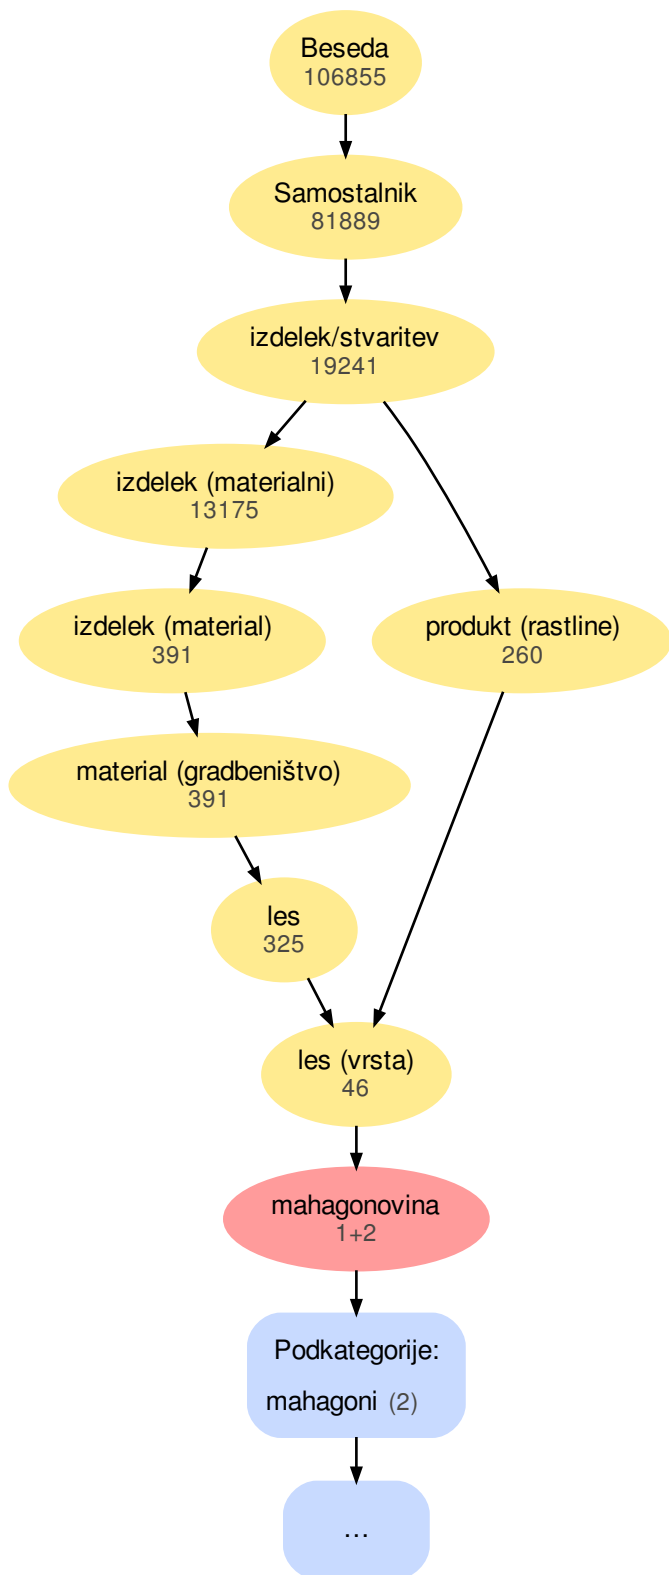 Beseda
106855
Samostalnik
81889
izdelek/stvaritev
19241
izdelek (materialni)
13175
izdelek (material)
391
produkt (rastline)
260
material (gradbeništvo)
391
les
325
les (vrsta)
46
mahagonovina
1+2
Podkategorije:
mahagoni (2)
...